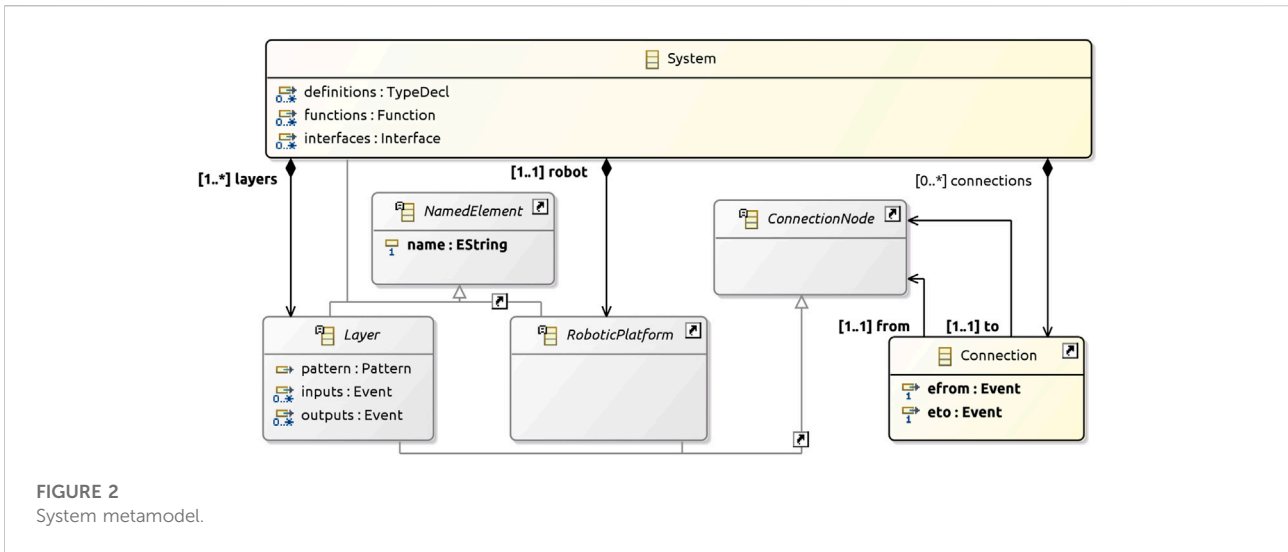 System
0..* definitions : TypeDecl
0..* functions : Function
0..* interfaces : Interface
[1..*] layers
[1..1] robot
[0..*] connections
NamedElement
1 name : EString
ConnectionNode
[1..1] from
[1..1] to
Layer
pattern : Pattern
0..* inputs : Event
0..* outputs : Event
RoboticPlatform
Connection
1 efrom : Event
1 eto : Event
FIGURE 2
System metamodel.